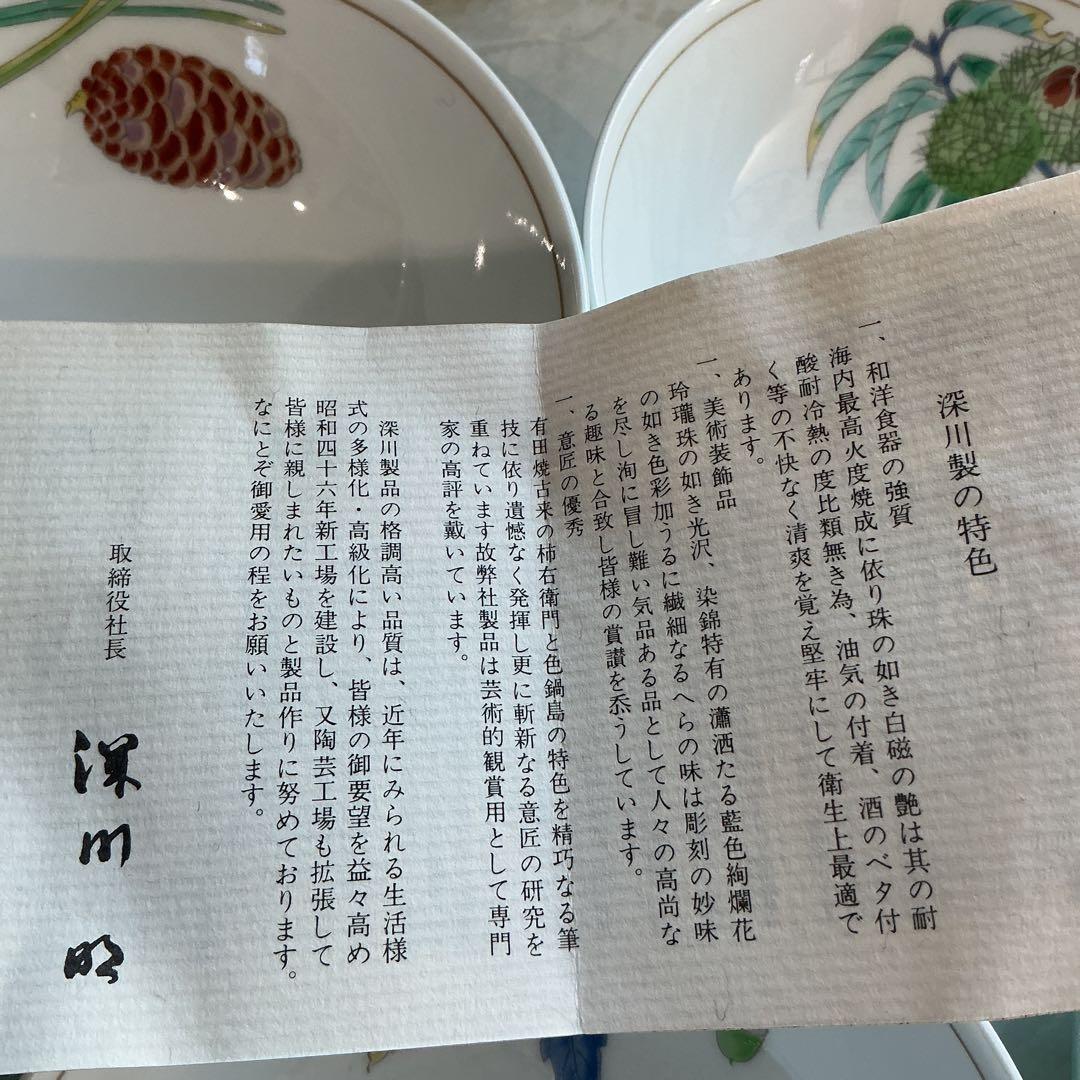 深川製の特色
一、和洋食器の強質
海内最高火度焼成に依り珠の如き白磁の艶は其の耐
酸耐冷熱の度比類無き為、油気の付着、酒のベタ付
く等の不快なく清爽を覚え堅牢にして衛生上最適で
あります。
一、美術装飾品
玲瓏珠の如き光沢、染錦特有の瀟洒たる藍色絢爛花
の如き色彩加うるに繊細なるへらの味は彫刻の妙味
を尽し洵に冒し難い気品ある品として人々の高尚な
る趣味と合致し皆様の賞讃を忝うしています。
一、意匠の優秀
有田焼古来の柿右衛門と色鍋島の特色を精巧なる筆
技に依り遺憾なく発揮し更に斬新なる意匠の研究を
重ねています故弊社製品は芸術的観賞用として専門
家の高評を戴いています。
深川製品の格調高い品質は、近年にみられる生活様
式の多様化・高級化により、皆様の御要望を益々高め
昭和四十六年新工場を建設し、又陶芸工場も拡張して
皆様に親しまれたいものと製品作りに努めております。
なにとぞ御愛用の程をお願いいたします。
取締役社長
深川明